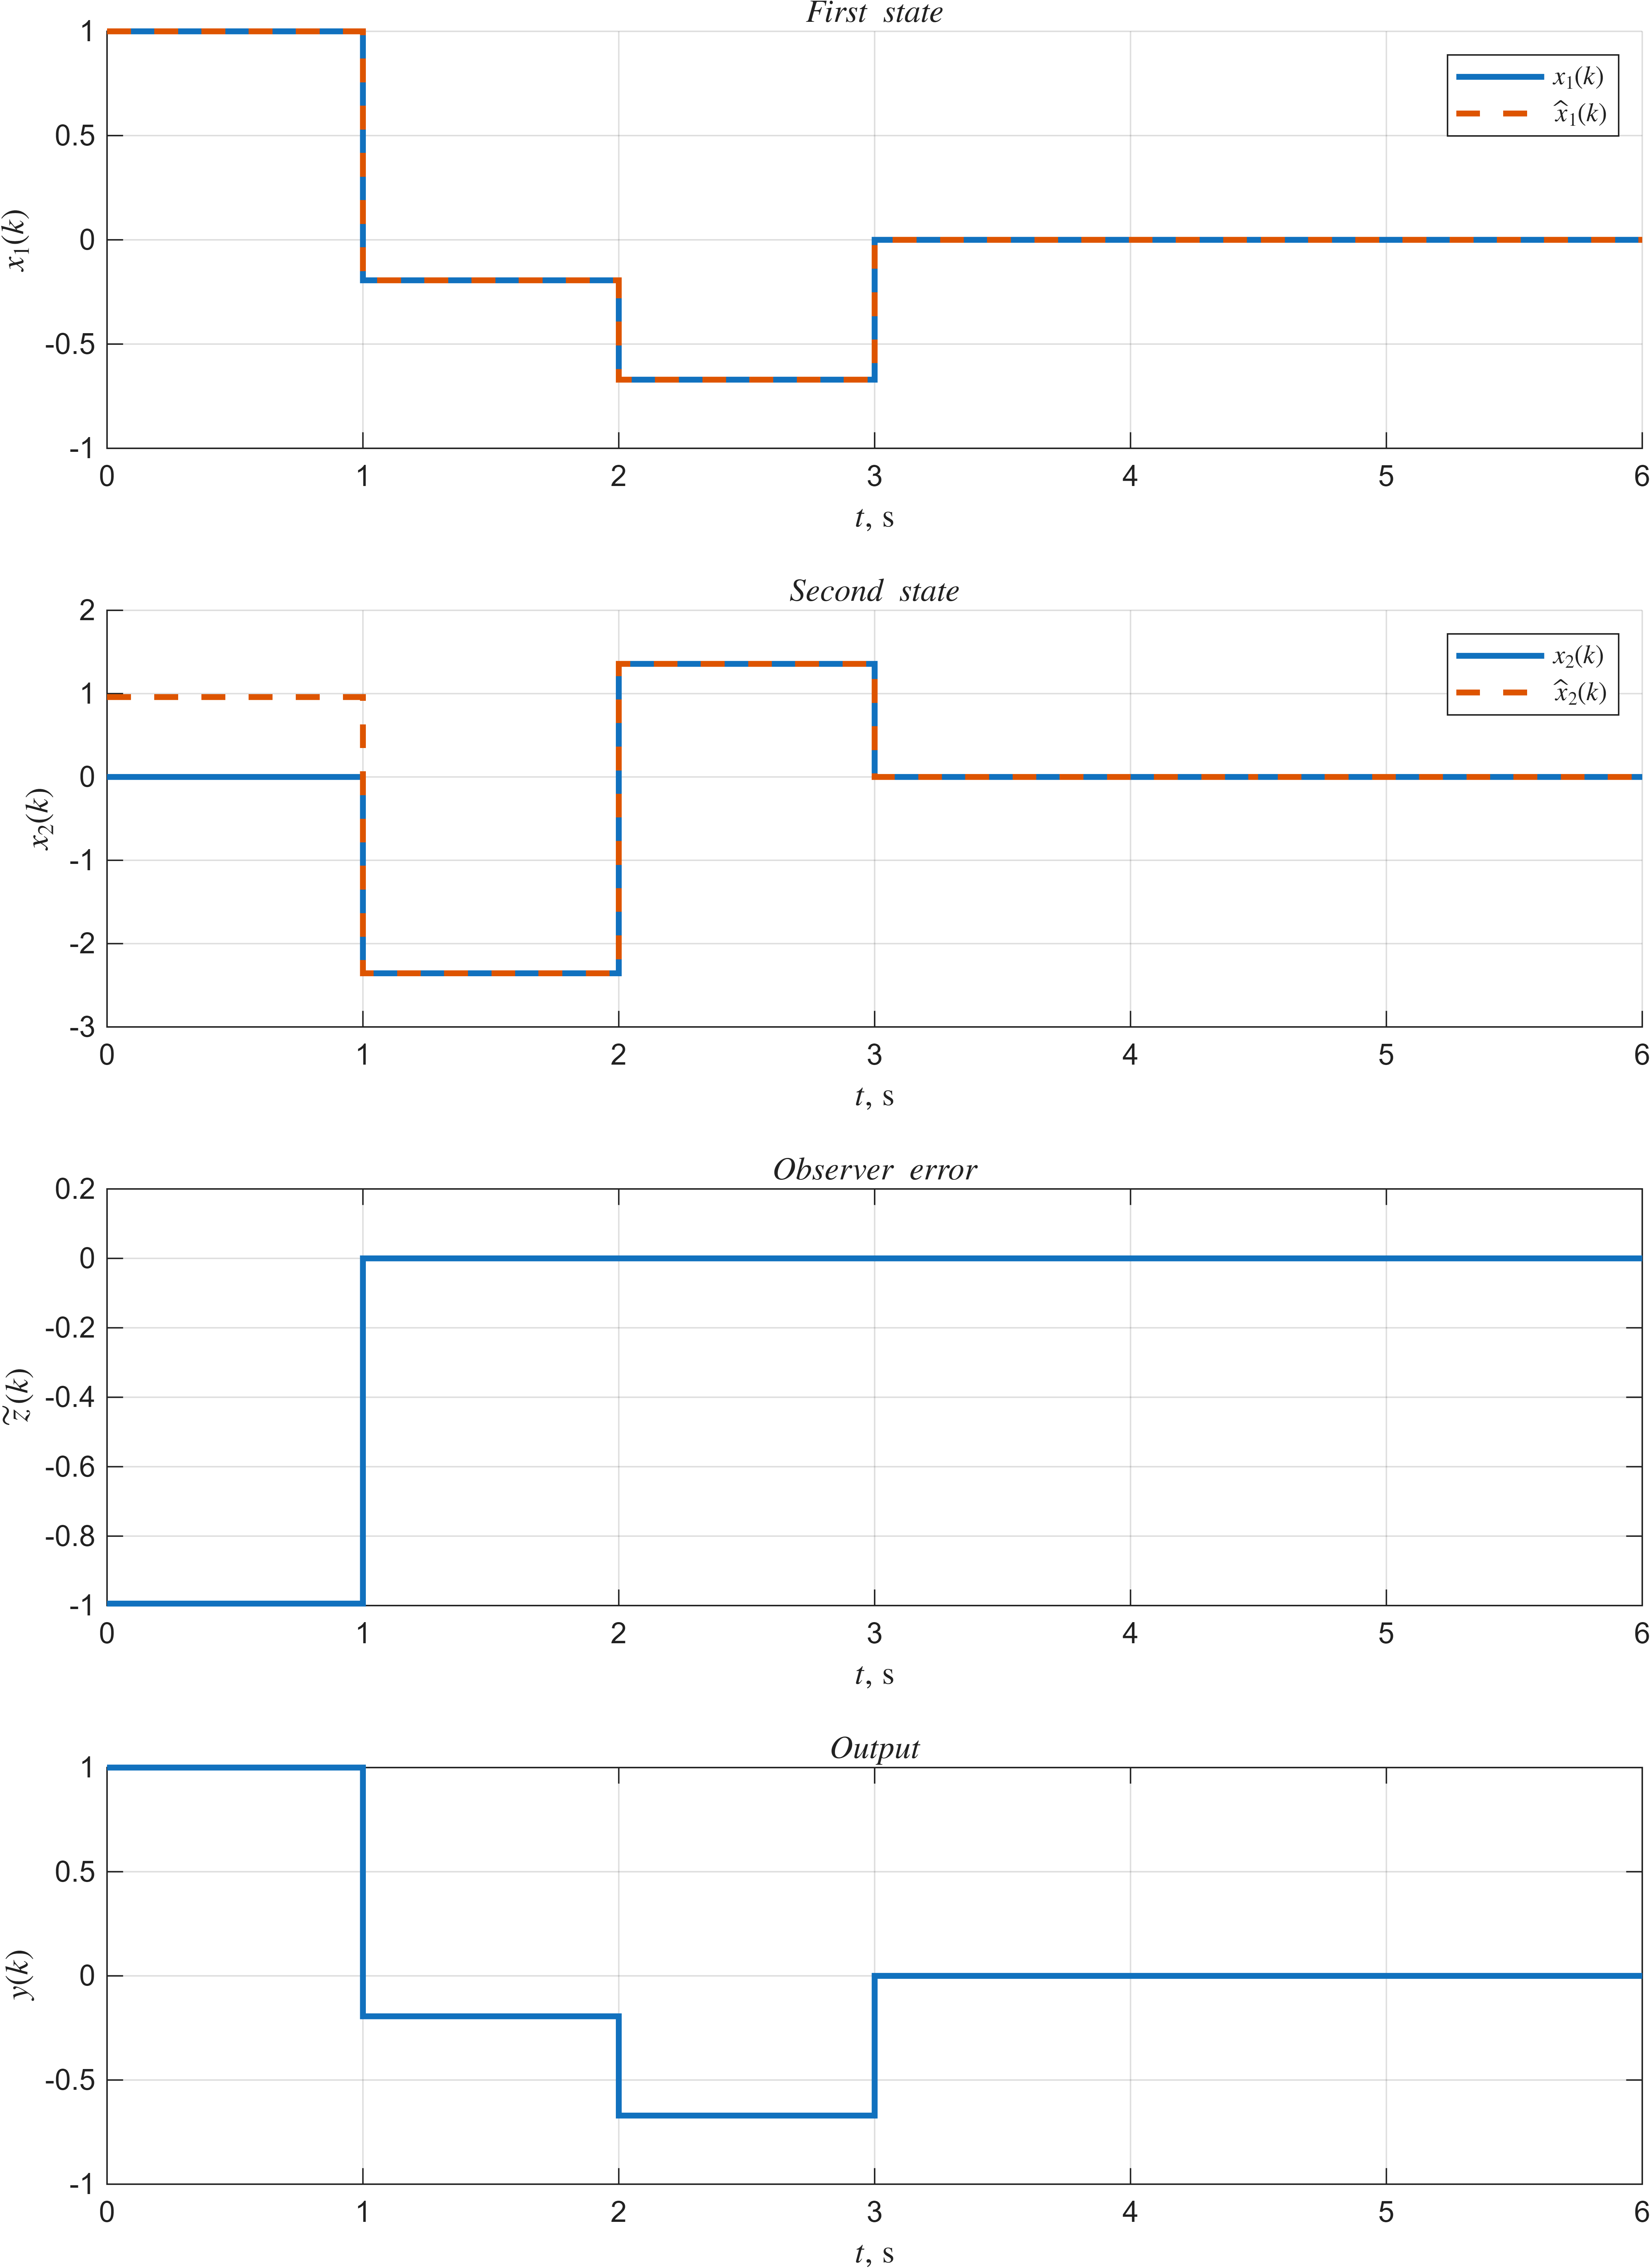 First state
1
0.5
0
-0.5
-1
x₁(k)
x₁(k)
x̂₁(k)
0 1 2 3 4 5 6
t, s
Second state
2
1
0
-1
-2
-3
x₂(k)
x₂(k)
x̂₂(k)
0 1 2 3 4 5 6
t, s
Observer error
0.2
0
-0.2
-0.4
-0.6
-0.8
-1
z̃(k)
0 1 2 3 4 5 6
t, s
Output
1
0.5
0
-0.5
-1
y(k)
0 1 2 3 4 5 6
t, s